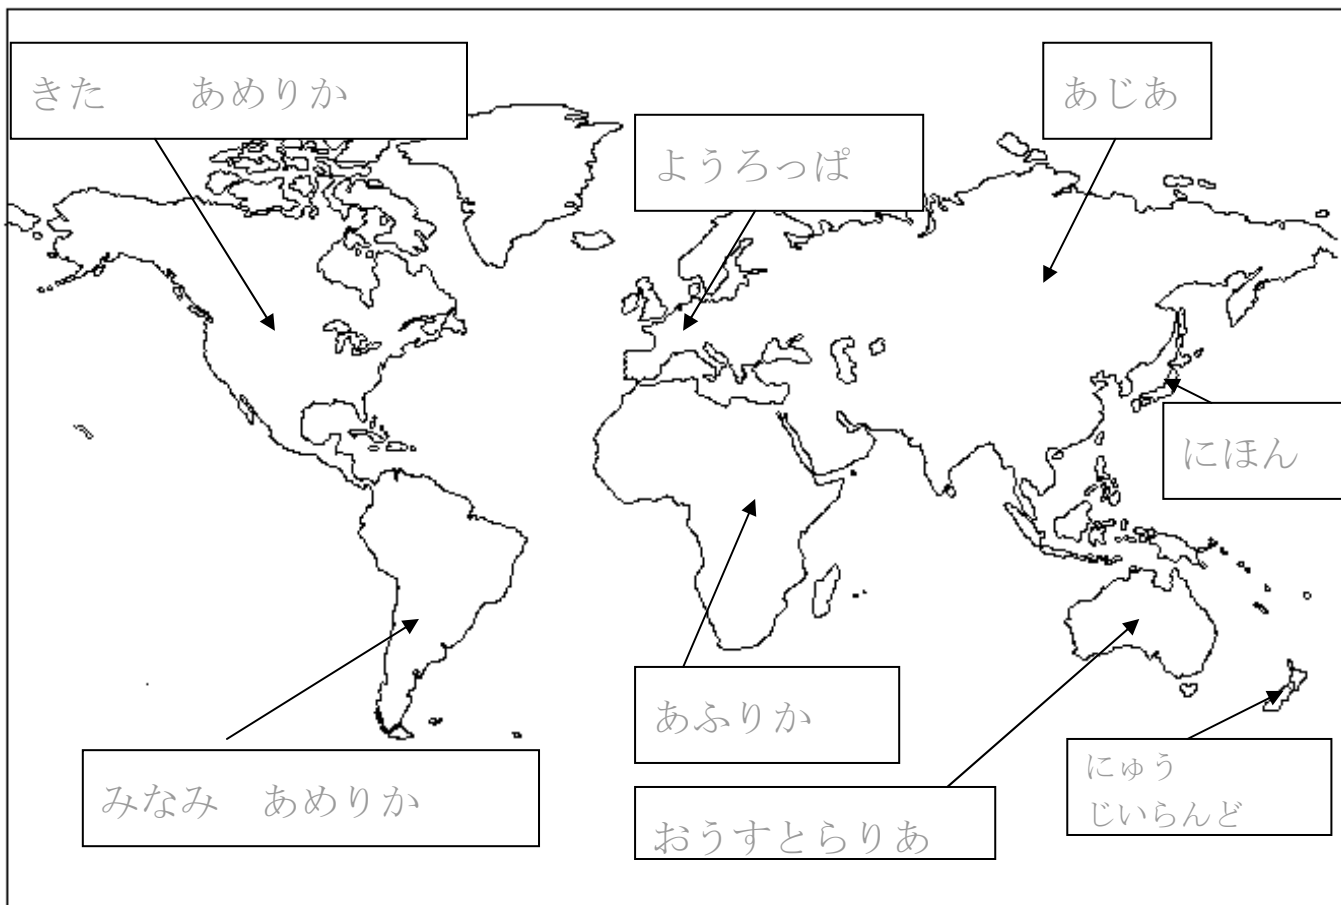 きた　　あめりか
あじあ
ようろっぱ
にほん
あふりか
みなみ　あめりか
おうすとらりあ
にゅう
じいらんど